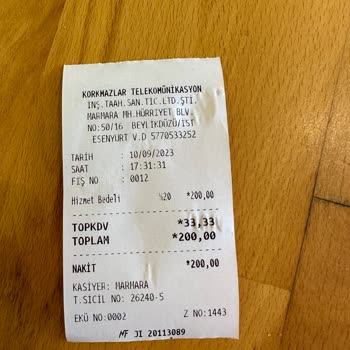 KORKMAZLAR TELEKOMÜNİKASYON
İNŞ.TAAH.SAN.TİC.LTD.ŞTİ.
MARMARA MH.HÜRRİYET BLV.
NO:50/16 BEYLİKDÜZÜ/İST
ESENYURT V.D 5770533252
TARİH : 10/09/2023
SAAT : 17:31:31
FİŞ NO : 0012
Hizmet Bedeli %20 *200,00
TOPKDV *33,33
TOPLAM *200,00
NAKİT *200,00
KASİYER: MARMARA
T.SİCİL NO: 26240-5
EKÜ NO:0002 Z NO:1443
MF JI 20113089